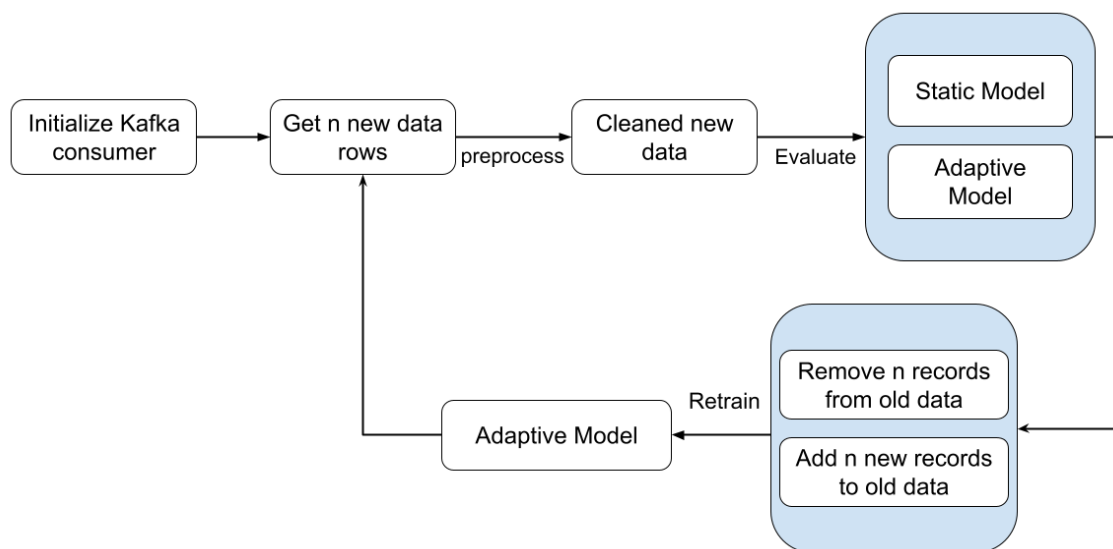 Initialize Kafka
consumer
Get n new data
rows
preprocess
Cleaned new
data
Evaluate
Static Model
Adaptive
Model
Remove n records
from old data
Add n new records
to old data
Retrain
Adaptive Model